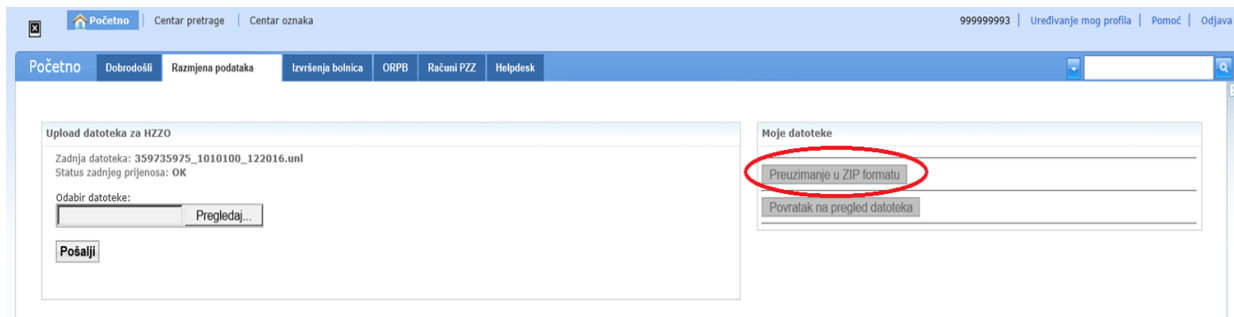 Početno | Centar pretrage | Centar oznaka
999999993 | Uređivanje mog profila | Pomoć | Odjava
Početno Dobrodošli Razmjena podataka Izvršenja bolnica ORPB Računi PZZ Helpdesk
Upload datoteka za HZZO
Zadnja datoteka: 359735975_1010100_122016.unl
Status zadnjeg prijenosa: OK
Odabir datoteke:
Pregledaj...
Pošalji
Moje datoteke
Preuzimanje u ZIP formatu
Povratak na pregled datoteka